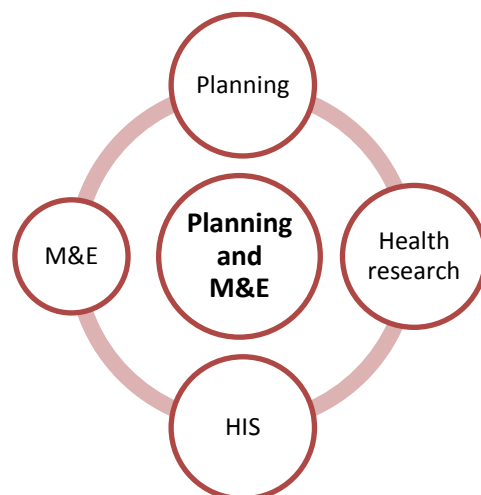 Planning
M&E
Planning
and
M&E
Health
research
HIS